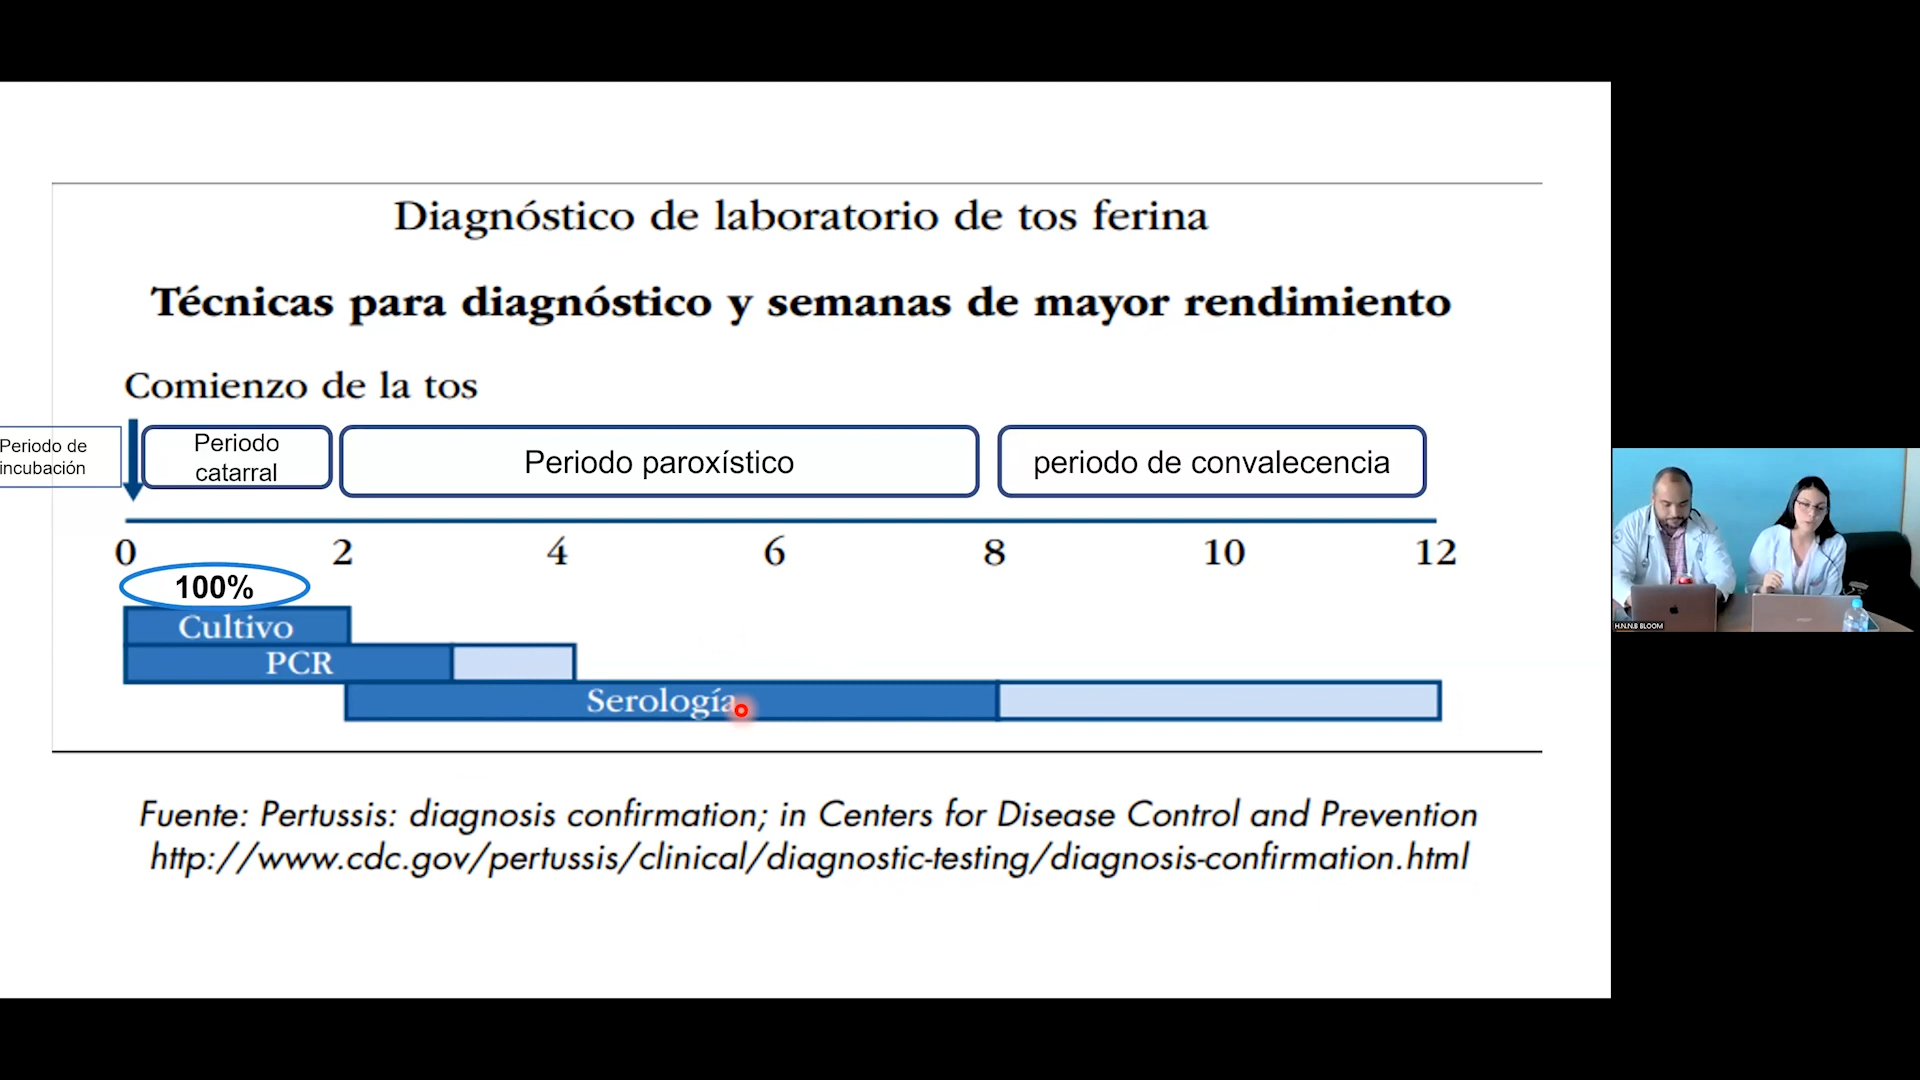 Diagnóstico de laboratorio de tos ferina
Técnicas para diagnóstico y semanas de mayor rendimiento
Comienzo de la tos
Periodo de
incubación
Periodo
catarral
Periodo paroxístico
periodo de convalecencia
0 2 4 6 8 10 12
100%
Cultivo
PCR
Serología
Fuente: Pertussis: diagnosis confirmation; in Centers for Disease Control and Prevention
http://www.cdc.gov/pertussis/clinical/diagnostic-testing/diagnosis-confirmation.html
H.N.N.B BLOOM